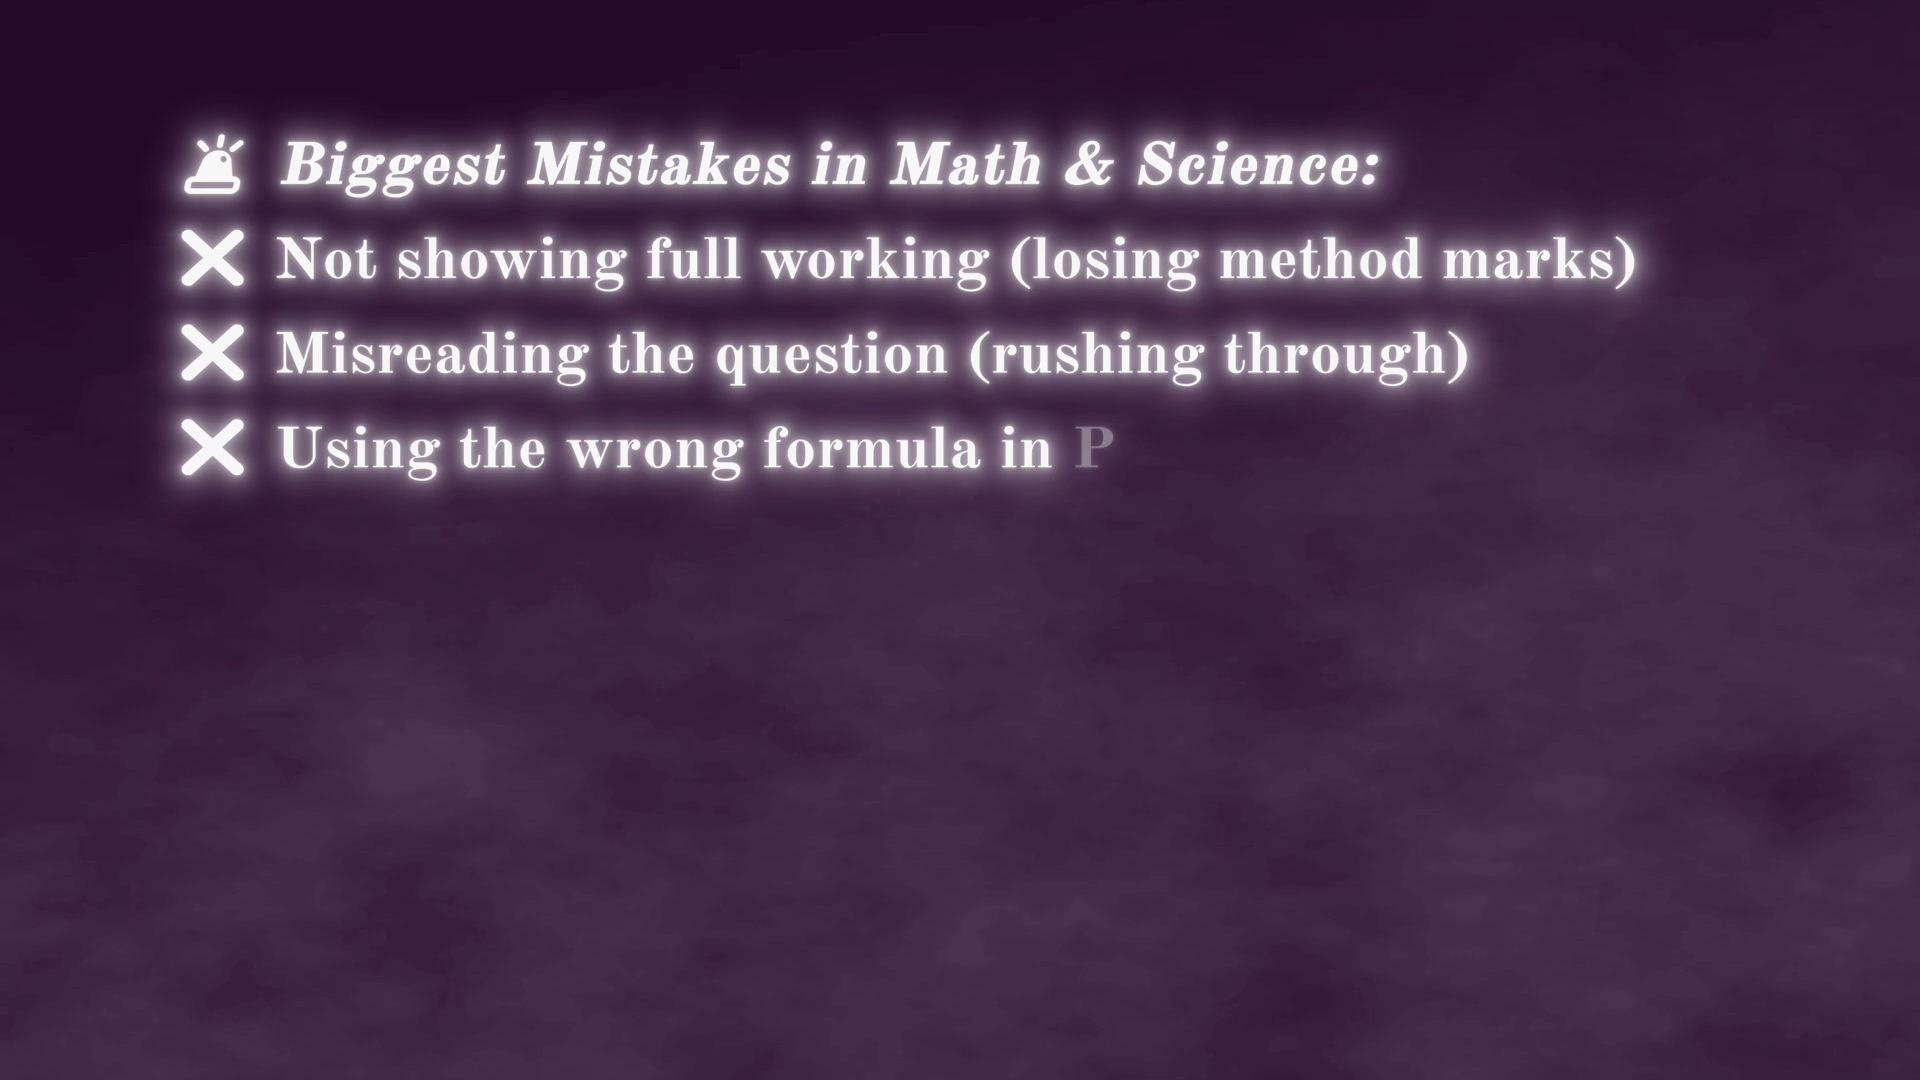 Biggest Mistakes in Math & Science:
Not showing full working (losing method marks)
Misreading the question (rushing through)
Using the wrong formula in P